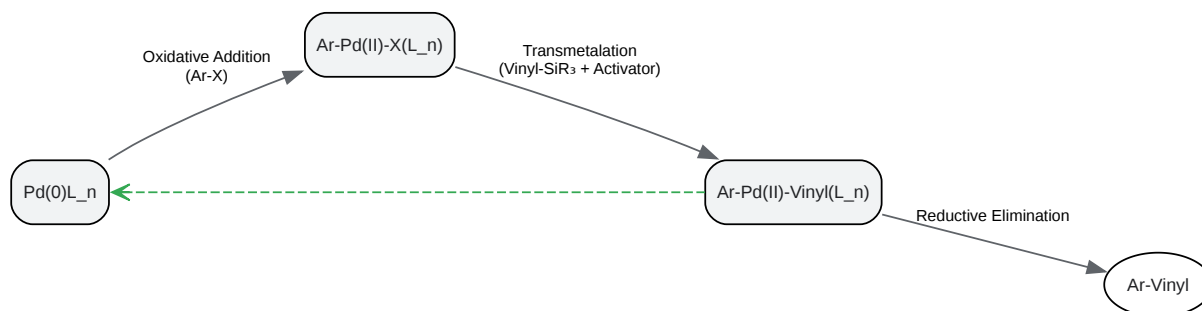 Ar-Pd(II)-X(L_n)
Oxidative Addition
(Ar-X)
Transmetalation
(Vinyl-SiR₃ + Activator)
Pd(0)L_n
Ar-Pd(II)-Vinyl(L_n)
Reductive Elimination
Ar-Vinyl